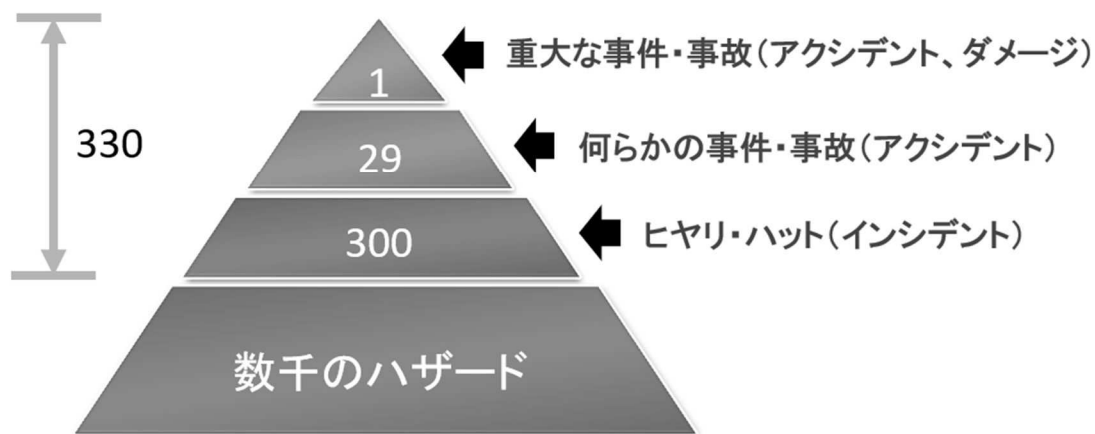 1
重大な事件・事故(アクシデント、ダメージ)
330
29
何らかの事件・事故(アクシデント)
300
ヒヤリ・ハット(インシデント)
数千のハザード